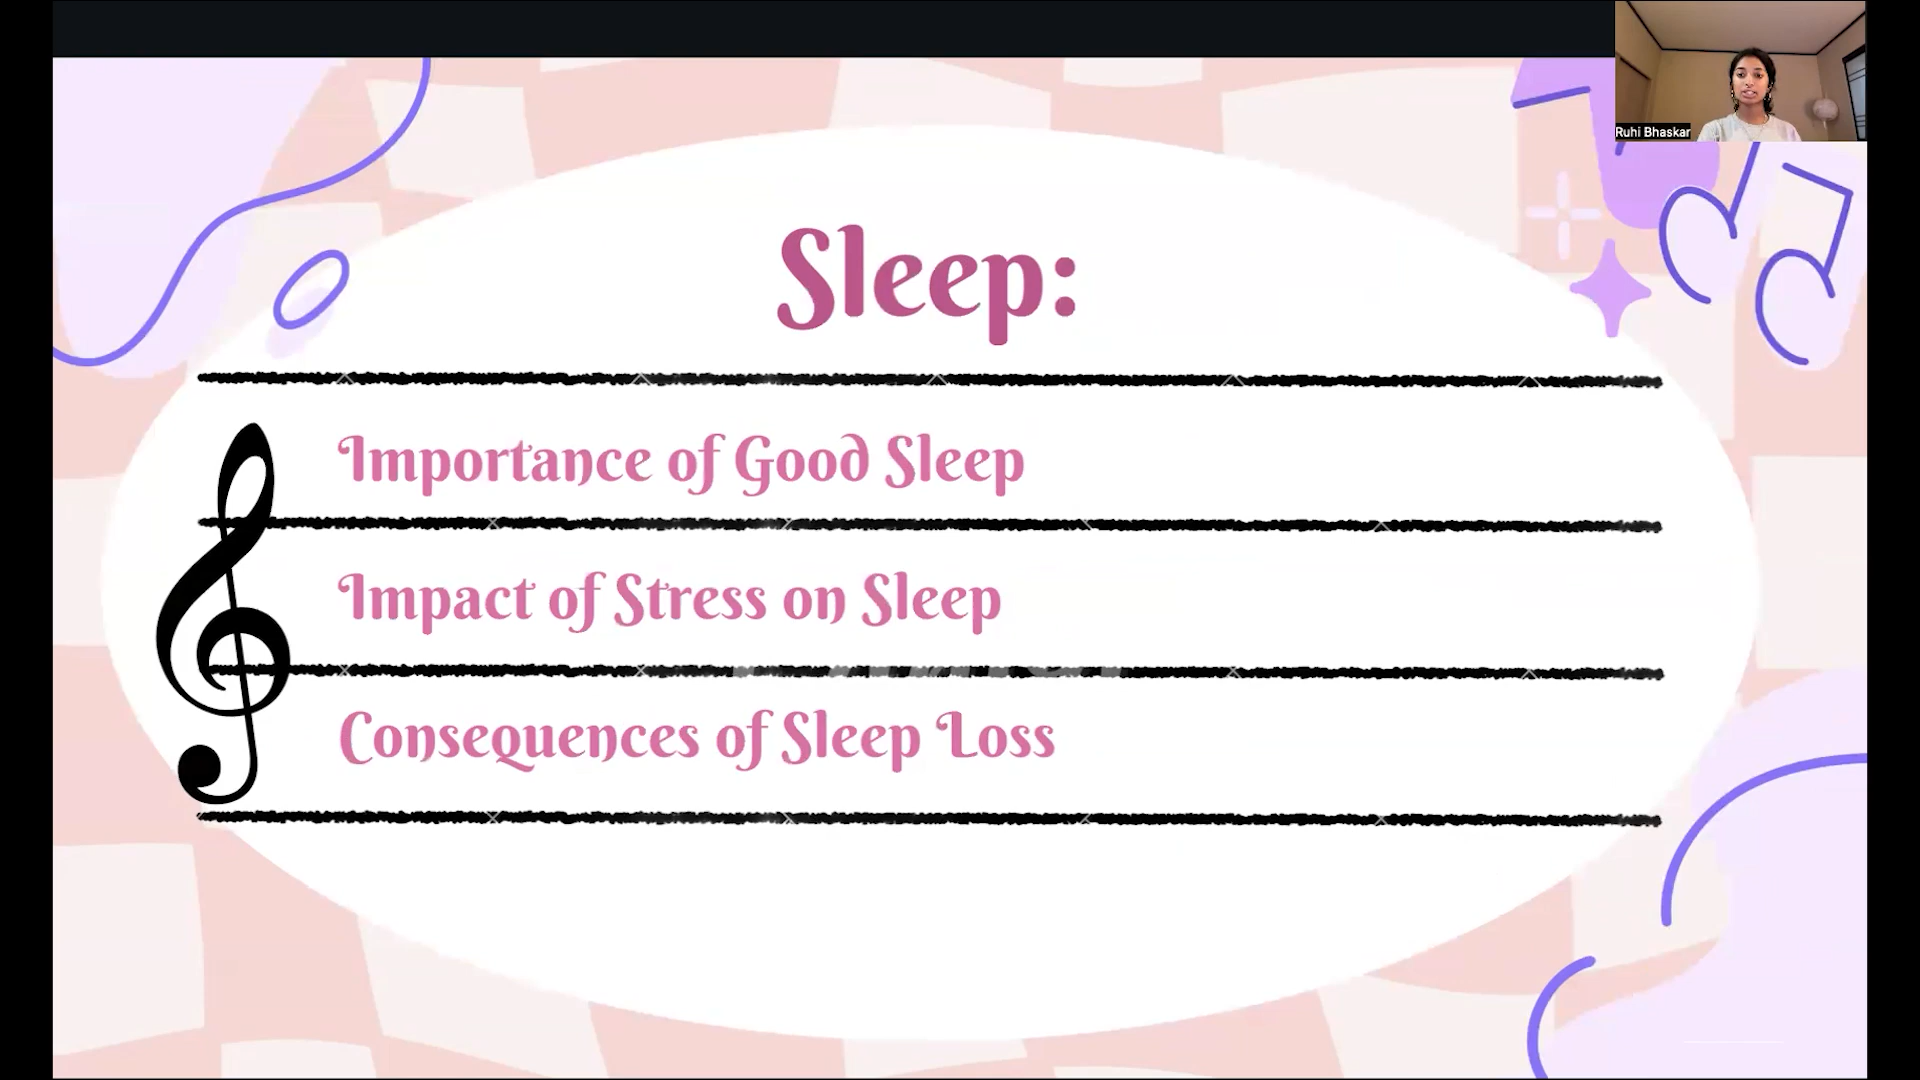 Ruhi Bhaskar
Sleep:
Importance of Good Sleep
Impact of Stress on Sleep
Consequences of Sleep Loss